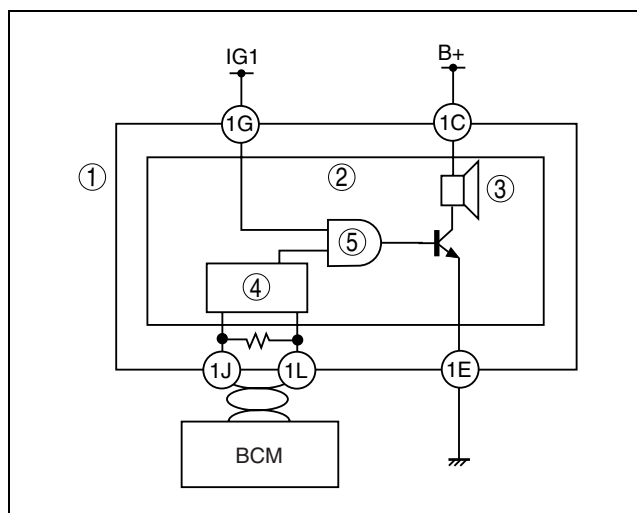 IG1 B+
1G 1C
① ② ③
⑤
④
1J 1L 1E
BCM